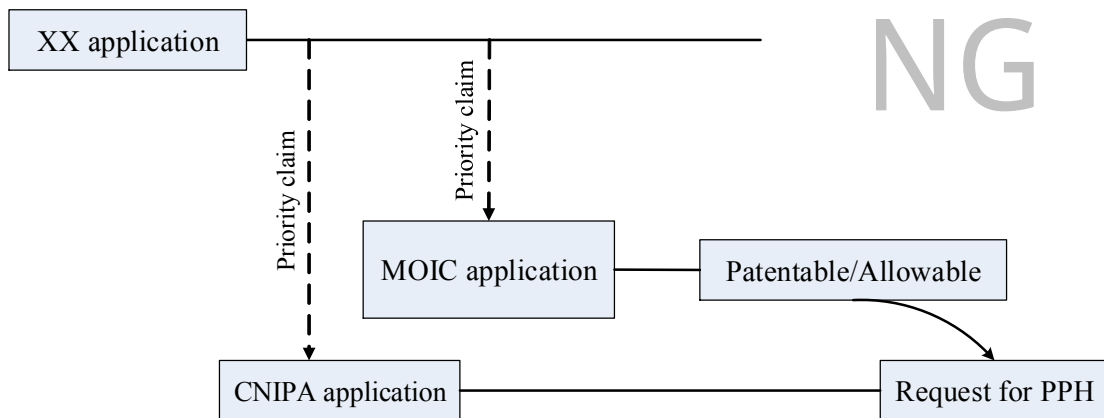 XX application
NG
Priority claim
Priority claim
MOIC application
Patentable/Allowable
CNIPA application
Request for PPH